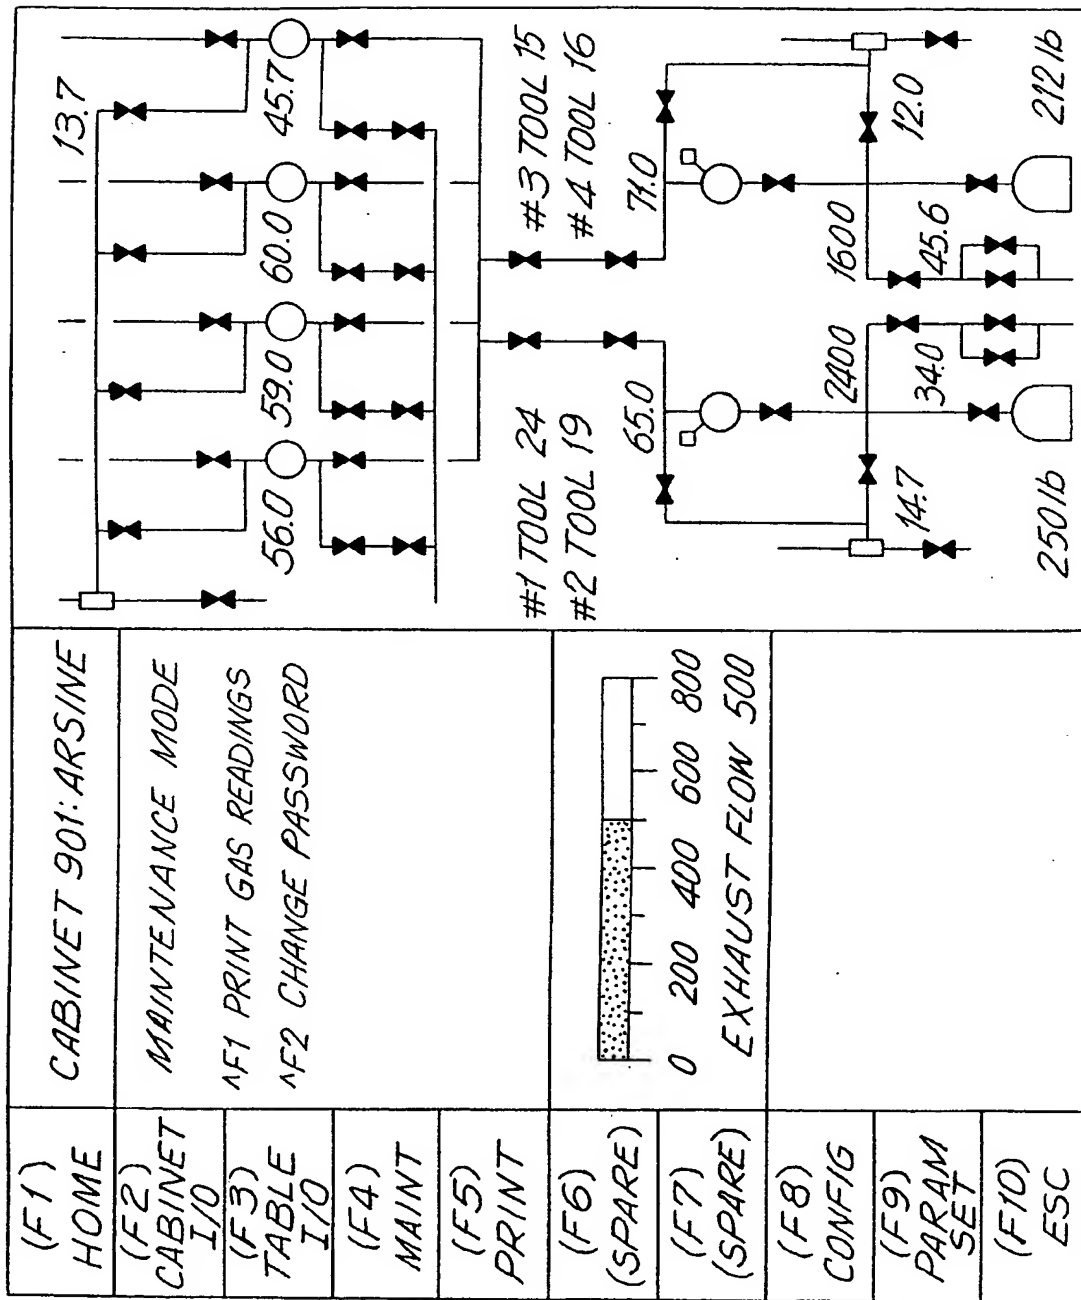 (F1)
HOME
(F2)
CABINET
I/O
(F3)
TABLE
I/O
(F4)
MAINT
(F5)
PRINT
(F6)
(SPARE)
(F7)
(SPARE)
(F8)
CONFIG
(F9)
PARAM
SET
(F10)
ESC
CABINET 901: ARSINE
MAINTENANCE MODE
^F1 PRINT GAS READINGS
^F2 CHANGE PASSWORD
0 200 400 600 800
EXHAUST FLOW 500
13.7
56.0 59.0 60.0 45.7
#1 TOOL 24 #3 TOOL 15
#2 TOOL 19 #4 TOOL 16
65.0 71.0
2400 1600
14.7 34.0 45.6 12.0
250 lb 212 lb